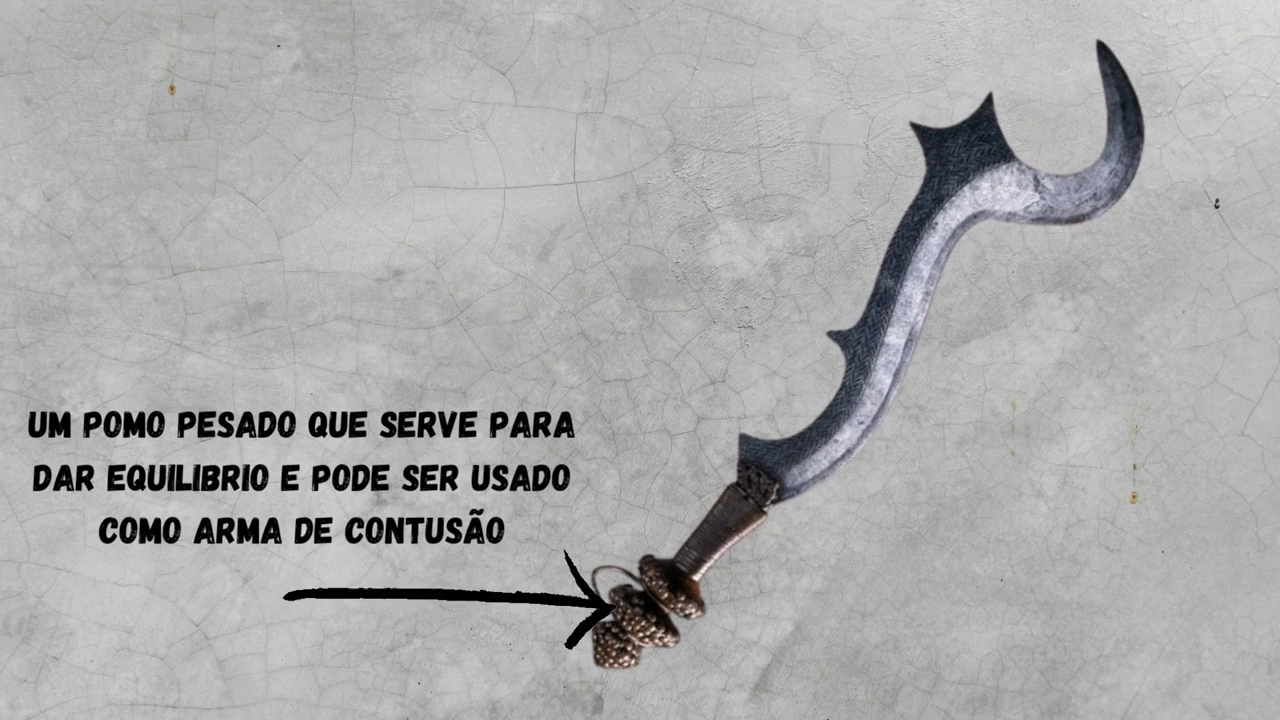 UM POMO PESADO QUE SERVE PARA
DAR EQUILIBRIO E PODE SER USADO
COMO ARMA DE CONTUSÃO